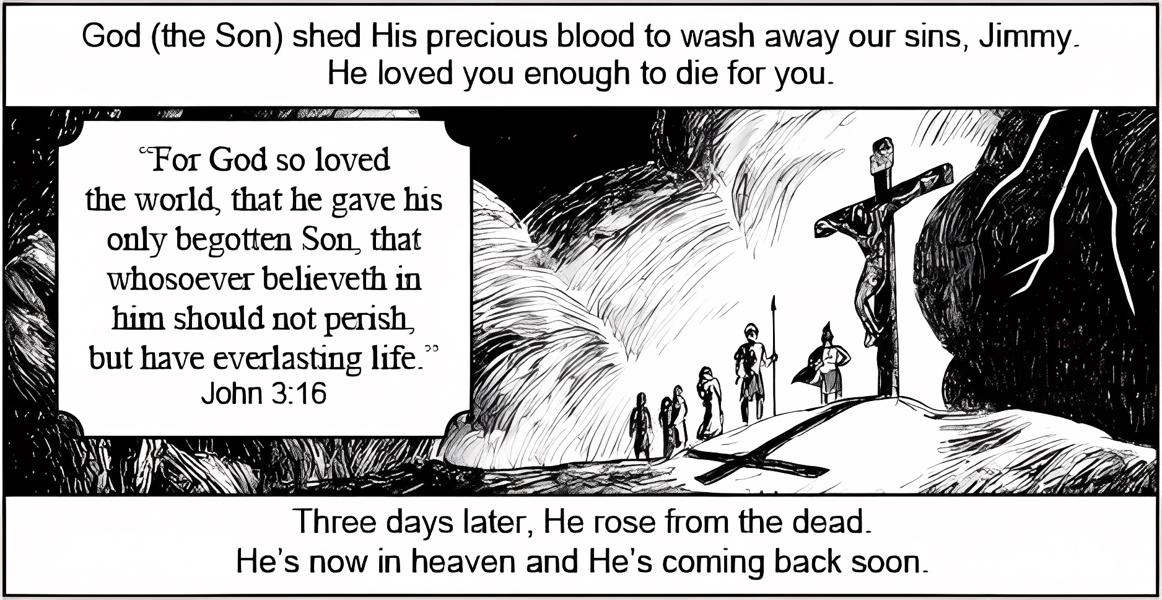 God (the Son) shed His precious blood to wash away our sins, Jimmy.
He loved you enough to die for you.
“For God so loved
the world, that he gave his
only begotten Son, that
whosoever believeth in
him should not perish,
but have everlasting life.”
John 3:16
Three days later, He rose from the dead.
He's now in heaven and He's coming back soon.